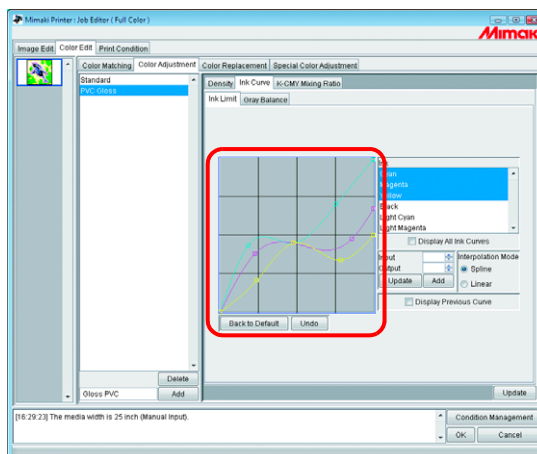 Mimaki Printer : Job Editor ( Full Color )
Mimaki
Image Edit Color Edit Print Condition
Color Matching Color Adjustment Color Replacement Special Color Adjustment
Standard
PVC Gloss
Density Ink Curve K-CMY Mixing Ratio
Ink Limit Gray Balance
Ink
Cyan
Magenta
Yellow
Black
Light Cyan
Light Magenta
Display All Ink Curves
Input
Output
Update Add
Interpolation Mode
Spline
Linear
Display Previous Curve
Back to Default Undo
Delete
Gloss PVC Add
Update
[16:29:23] The media width is 25 inch (Manual Input).
Condition Management
OK Cancel